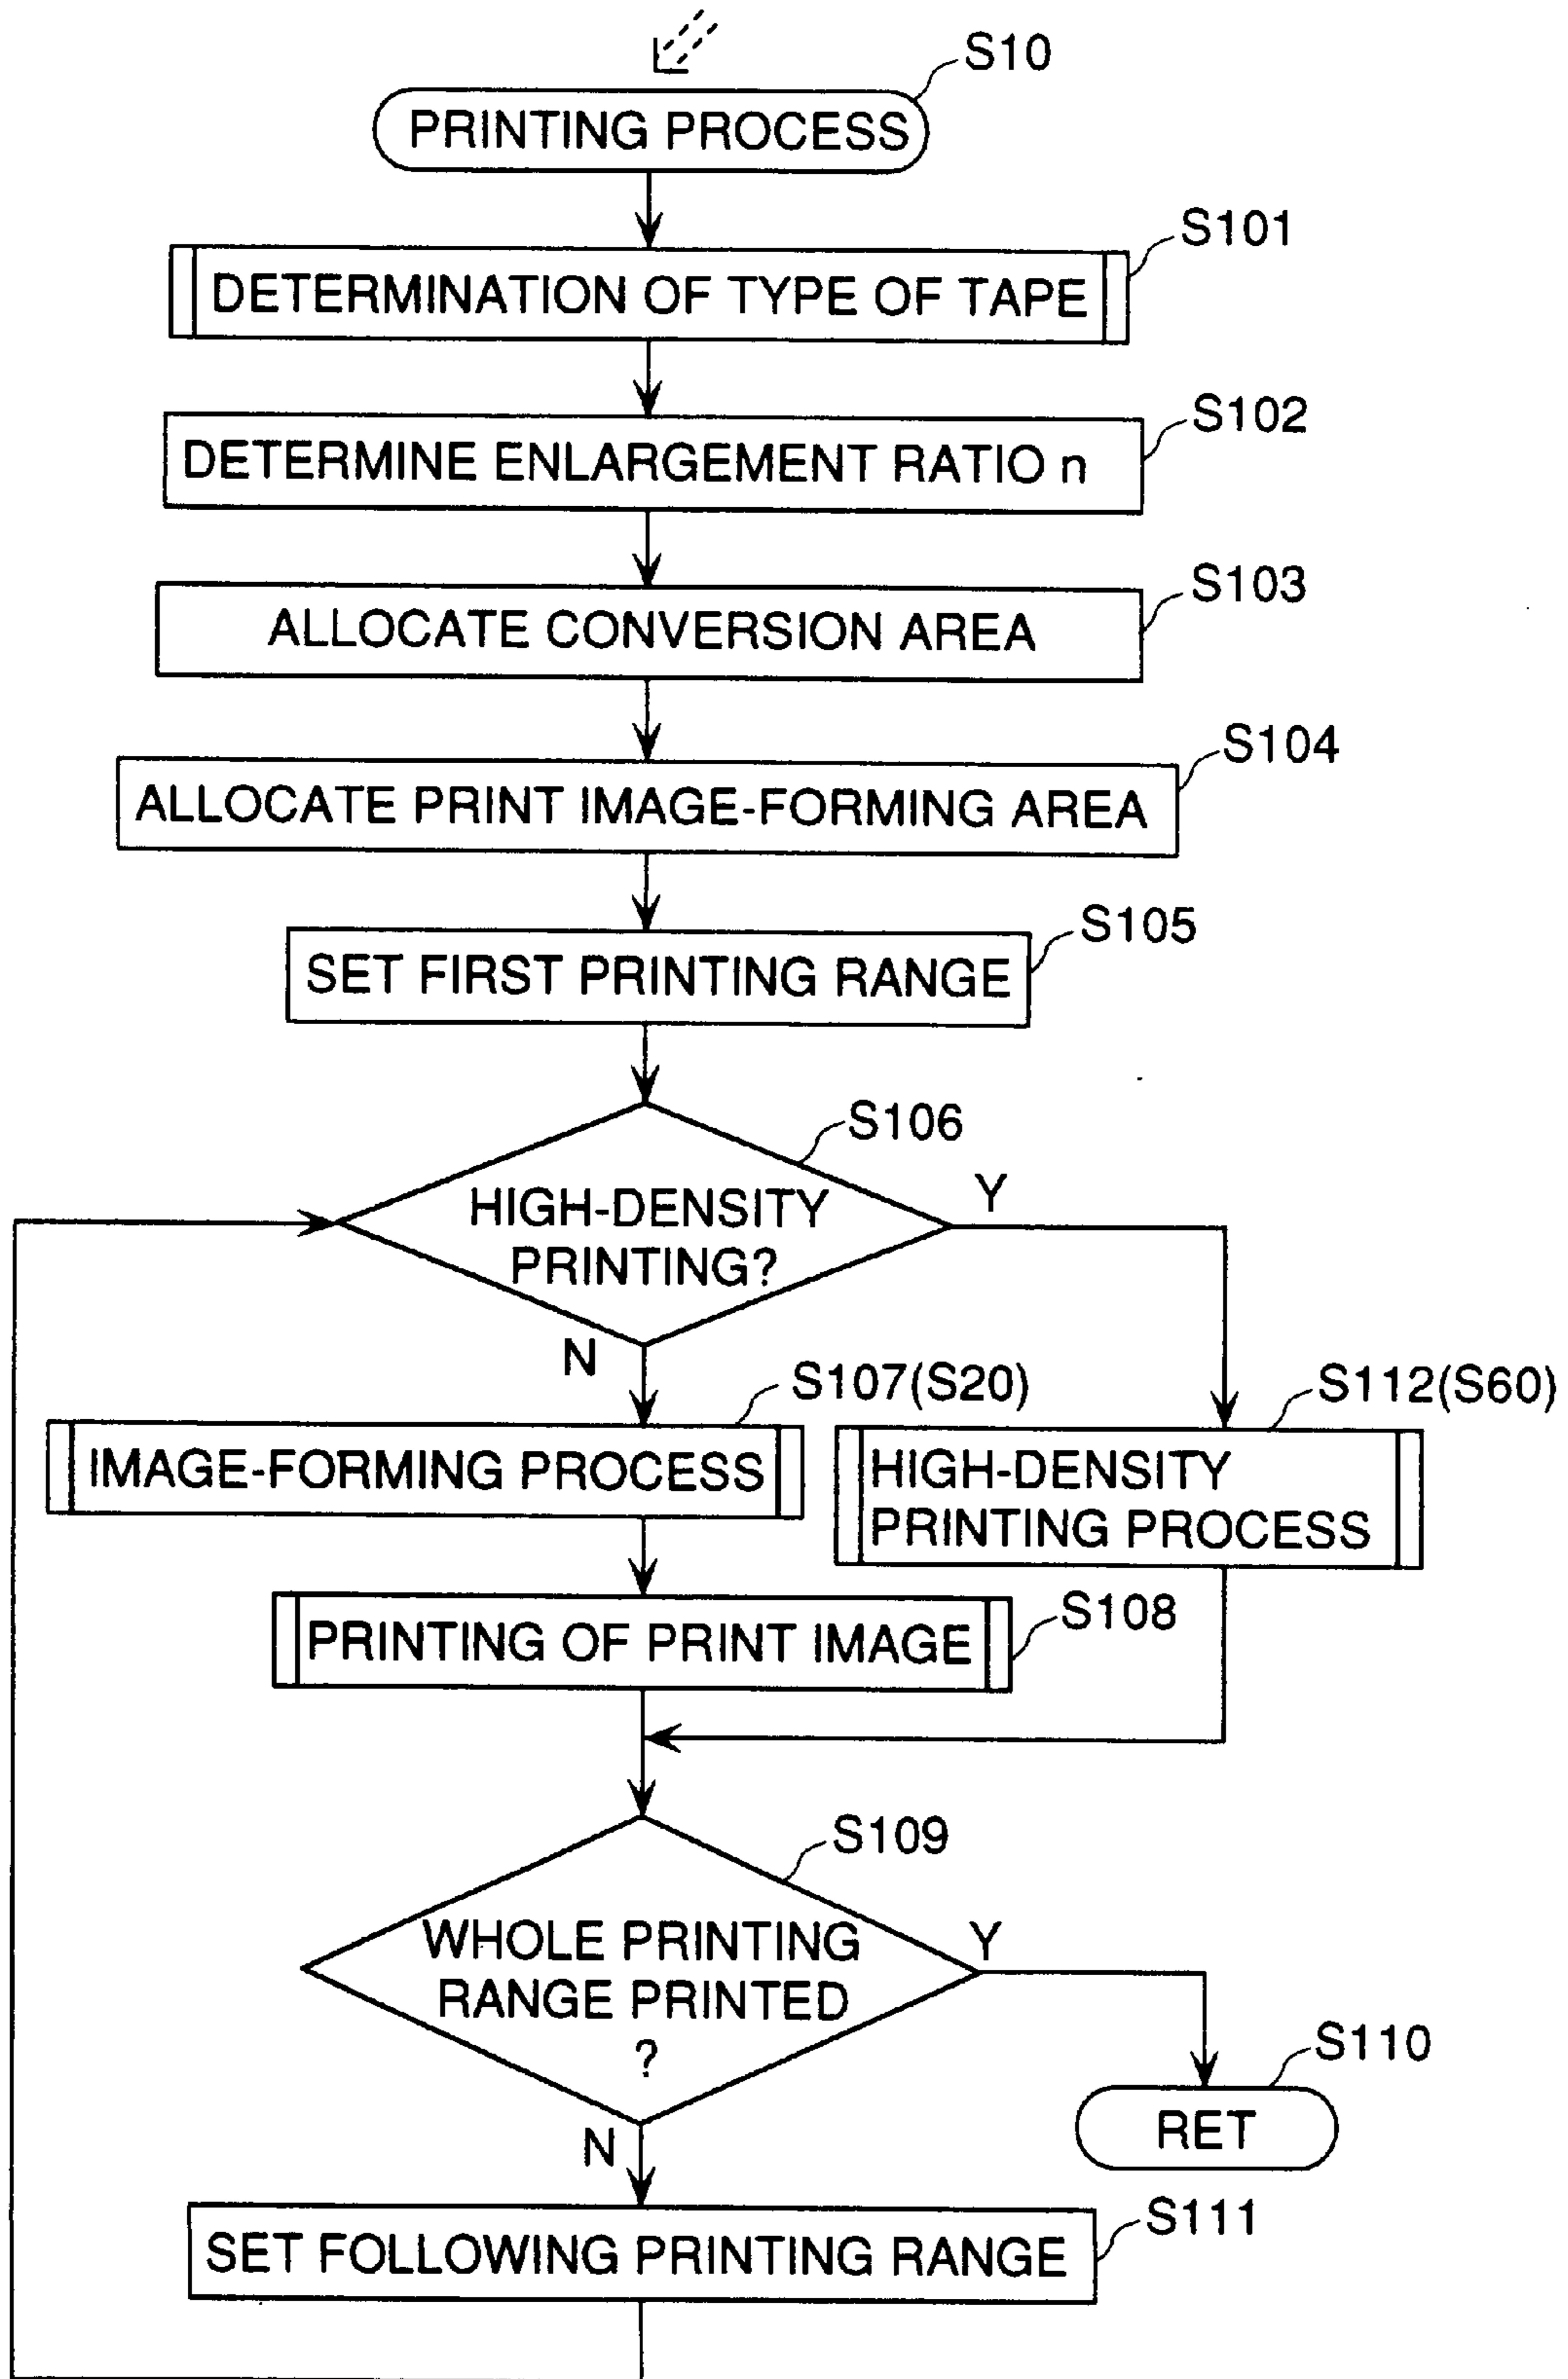 S10
PRINTING PROCESS
S101
DETERMINATION OF TYPE OF TAPE
S102
DETERMINE ENLARGEMENT RATIO n
S103
ALLOCATE CONVERSION AREA
S104
ALLOCATE PRINT IMAGE-FORMING AREA
S105
SET FIRST PRINTING RANGE
S106
HIGH-DENSITY
PRINTING?
Y
N
S107(S20)
IMAGE-FORMING PROCESS
S112(S60)
HIGH-DENSITY
PRINTING PROCESS
S108
PRINTING OF PRINT IMAGE
S109
WHOLE PRINTING
RANGE PRINTED
?
Y
S110
RET
N
S111
SET FOLLOWING PRINTING RANGE